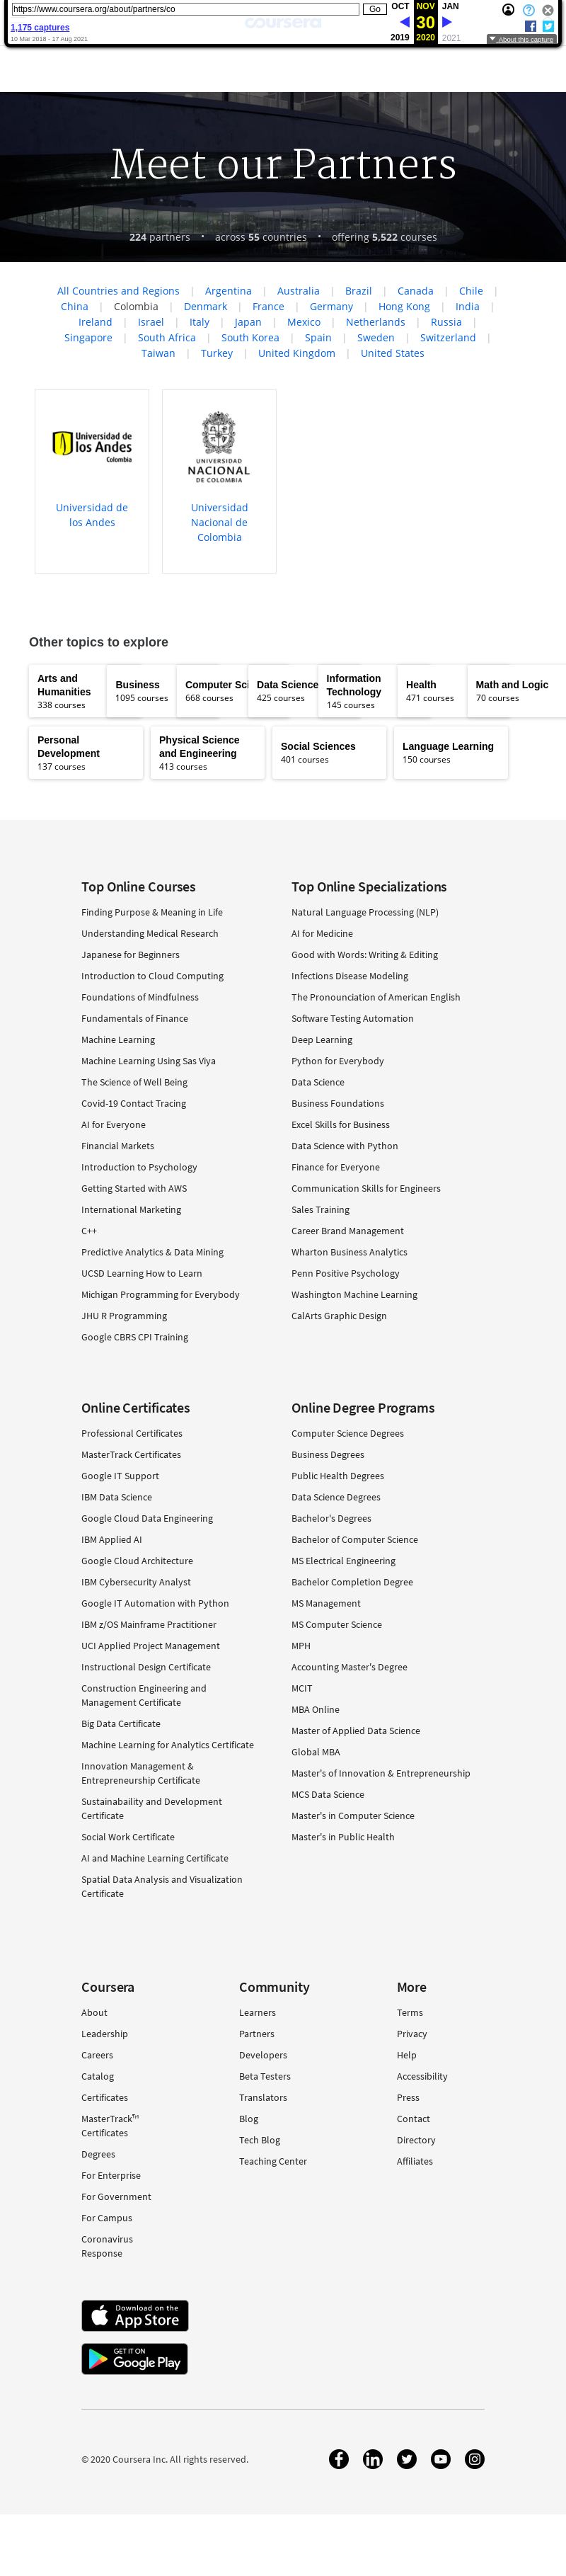 https://www.coursera.org/about/partners/co
Go
OCT NOV JAN
30
2019 2020 2021
1,175 captures
10 Mar 2018 - 17 Aug 2021
About this capture
coursera
Meet our Partners
224 partners • across 55 countries • offering 5,522 courses
All Countries and Regions | Argentina | Australia | Brazil | Canada | Chile |
China | Colombia | Denmark | France | Germany | Hong Kong | India |
Ireland | Israel | Italy | Japan | Mexico | Netherlands | Russia |
Singapore | South Africa | South Korea | Spain | Sweden | Switzerland |
Taiwan | Turkey | United Kingdom | United States
Universidad de
los Andes
Colombia
Universidad de
los Andes
UNIVERSIDAD
NACIONAL
DE COLOMBIA
Universidad
Nacional de
Colombia
Other topics to explore
Arts and
Humanities
338 courses
Business
1095 courses
Computer Sci
668 courses
Data Science
425 courses
Information
Technology
145 courses
Health
471 courses
Math and Logic
70 courses
Personal
Development
137 courses
Physical Science
and Engineering
413 courses
Social Sciences
401 courses
Language Learning
150 courses
Top Online Courses
Finding Purpose & Meaning in Life
Understanding Medical Research
Japanese for Beginners
Introduction to Cloud Computing
Foundations of Mindfulness
Fundamentals of Finance
Machine Learning
Machine Learning Using Sas Viya
The Science of Well Being
Covid-19 Contact Tracing
AI for Everyone
Financial Markets
Introduction to Psychology
Getting Started with AWS
International Marketing
C++
Predictive Analytics & Data Mining
UCSD Learning How to Learn
Michigan Programming for Everybody
JHU R Programming
Google CBRS CPI Training
Top Online Specializations
Natural Language Processing (NLP)
AI for Medicine
Good with Words: Writing & Editing
Infections Disease Modeling
The Pronounciation of American English
Software Testing Automation
Deep Learning
Python for Everybody
Data Science
Business Foundations
Excel Skills for Business
Data Science with Python
Finance for Everyone
Communication Skills for Engineers
Sales Training
Career Brand Management
Wharton Business Analytics
Penn Positive Psychology
Washington Machine Learning
CalArts Graphic Design
Online Certificates
Professional Certificates
MasterTrack Certificates
Google IT Support
IBM Data Science
Google Cloud Data Engineering
IBM Applied AI
Google Cloud Architecture
IBM Cybersecurity Analyst
Google IT Automation with Python
IBM z/OS Mainframe Practitioner
UCI Applied Project Management
Instructional Design Certificate
Construction Engineering and
Management Certificate
Big Data Certificate
Machine Learning for Analytics Certificate
Innovation Management &
Entrepreneurship Certificate
Sustainabaility and Development
Certificate
Social Work Certificate
AI and Machine Learning Certificate
Spatial Data Analysis and Visualization
Certificate
Online Degree Programs
Computer Science Degrees
Business Degrees
Public Health Degrees
Data Science Degrees
Bachelor's Degrees
Bachelor of Computer Science
MS Electrical Engineering
Bachelor Completion Degree
MS Management
MS Computer Science
MPH
Accounting Master's Degree
MCIT
MBA Online
Master of Applied Data Science
Global MBA
Master's of Innovation & Entrepreneurship
MCS Data Science
Master's in Computer Science
Master's in Public Health
Coursera
About
Leadership
Careers
Catalog
Certificates
MasterTrack™
Certificates
Degrees
For Enterprise
For Government
For Campus
Coronavirus
Response
Community
Learners
Partners
Developers
Beta Testers
Translators
Blog
Tech Blog
Teaching Center
More
Terms
Privacy
Help
Accessibility
Press
Contact
Directory
Affiliates
Download on the
App Store
GET IT ON
Google Play
© 2020 Coursera Inc. All rights reserved.